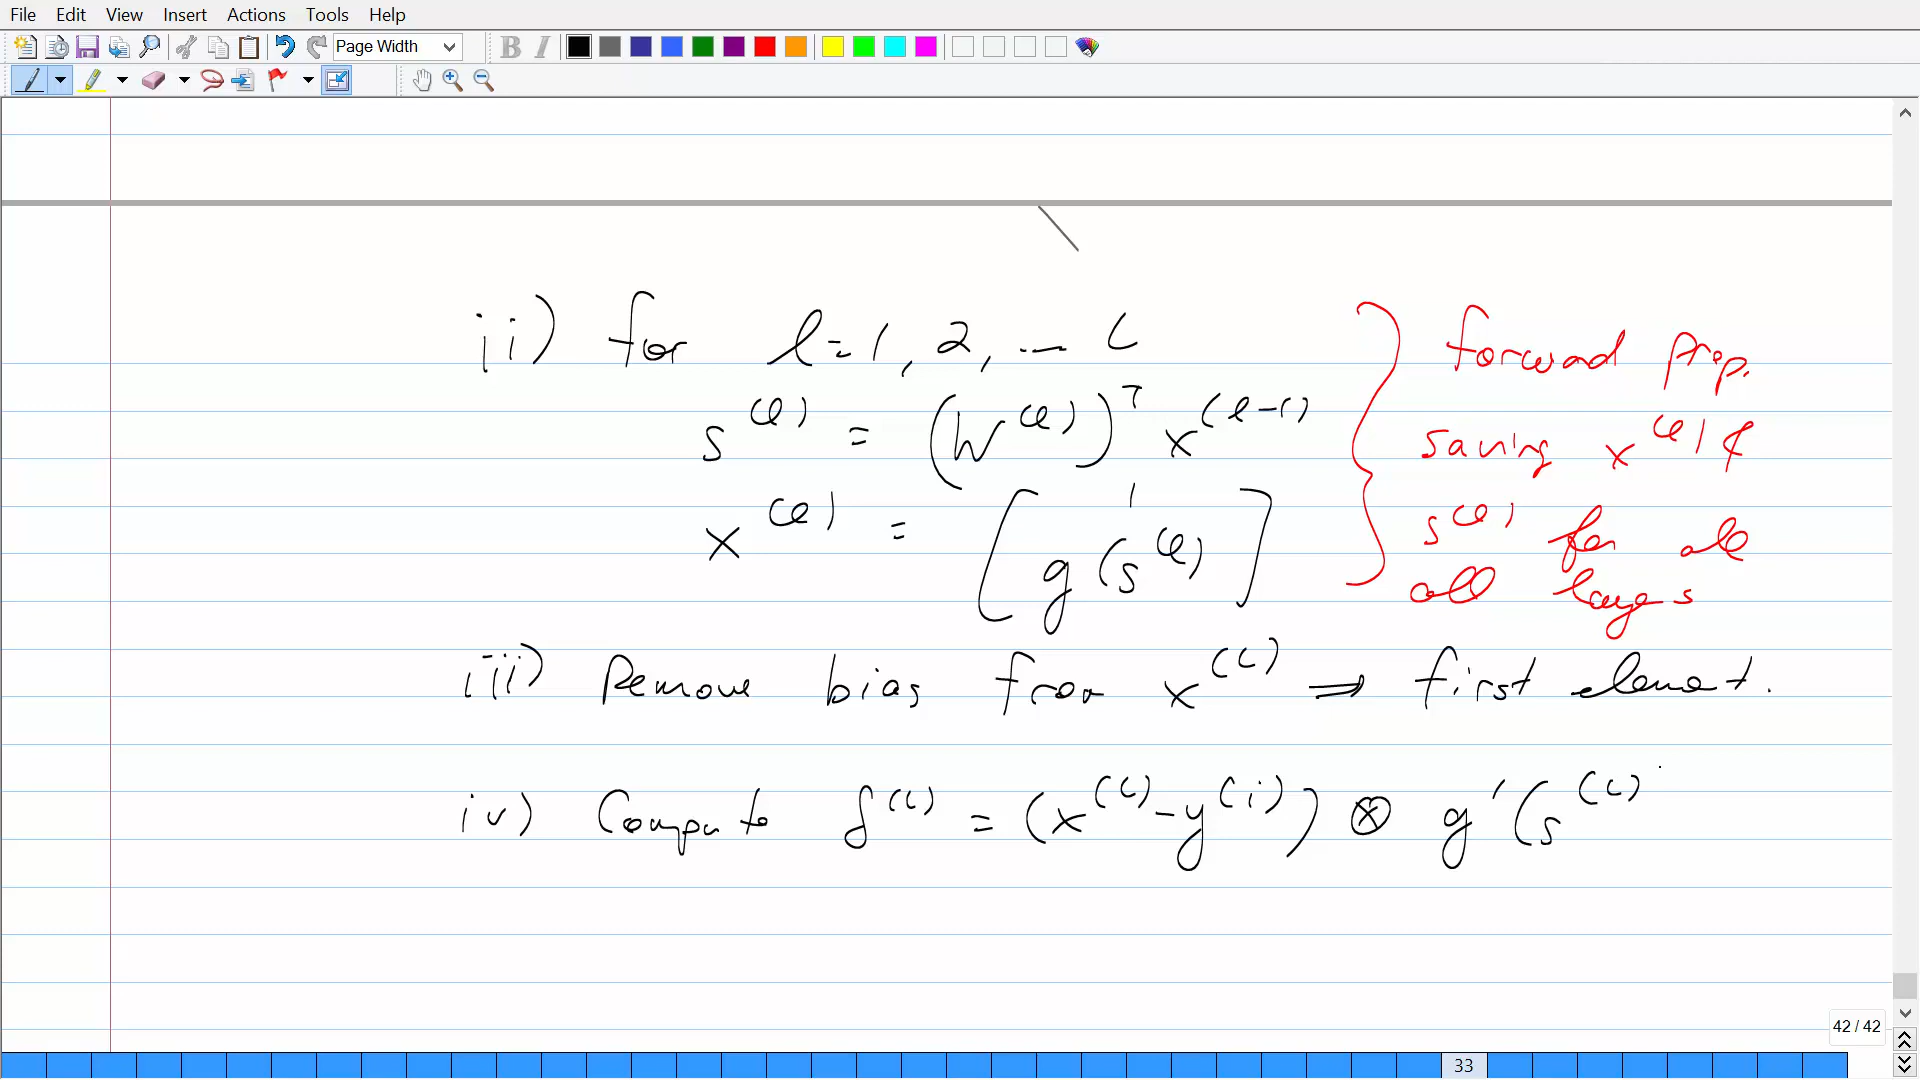 File Edit View Insert Actions Tools Help
Page Width
B I
ii) for l = 1, 2, ... L
s^(l) = (W^(l))^T x^(l-1)
x^(l) = [ 1
g(s^(l)) ]
forward prop.
saving x^(l) &
s^(l) for all
all layers
iii) Remove bias from x^(L) ⇒ first element.
iv) Compute δ^(L) = (x^(L) - y^(i)) ⊗ g'(s^(L)
42 / 42
33